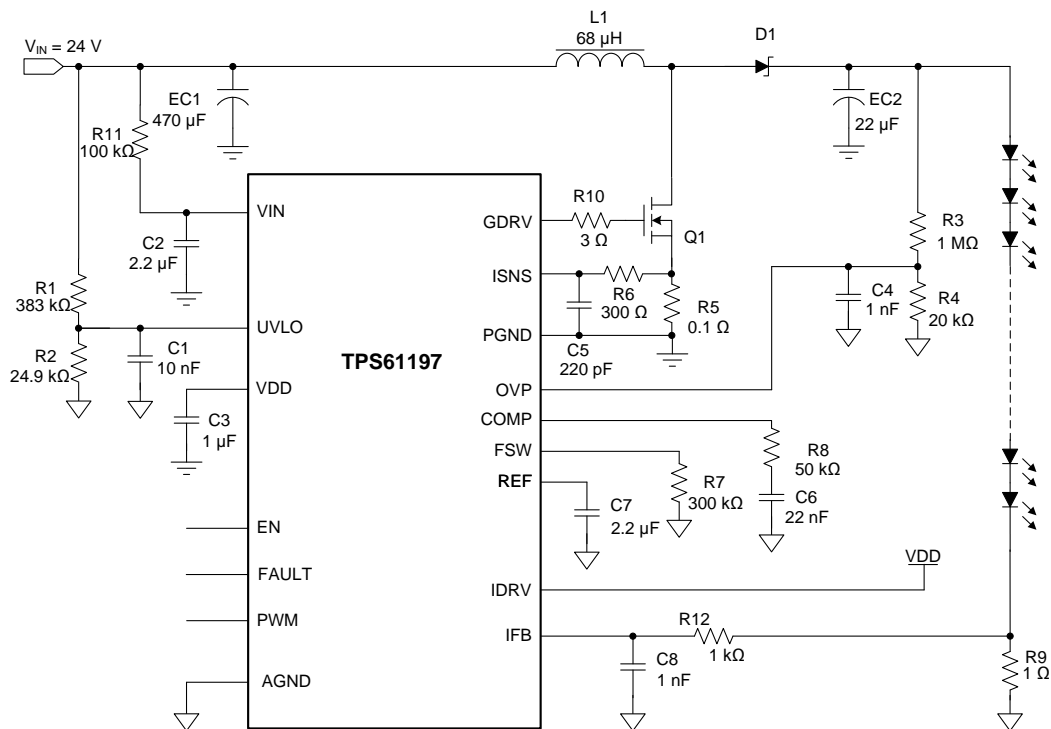 L1
68 µH
D1
VIN = 24 V
EC1
470 µF
EC2
22 µF
R11
100 kΩ
VIN
C2
2.2 µF
GDRV
R10
3 Ω
Q1
R3
1 MΩ
ISNS
R6
300 Ω
R5
0.1 Ω
C4
1 nF
R4
20 kΩ
R1
383 kΩ
UVLO
PGND
C5
220 pF
R2
24.9 kΩ
C1
10 nF
TPS61197
VDD
OVP
C3
1 µF
COMP
FSW
R8
50 kΩ
REF
R7
300 kΩ
C6
22 nF
C7
2.2 µF
EN
FAULT
VDD
IDRV
PWM
IFB
R12
1 kΩ
C8
1 nF
R9
1 Ω
AGND